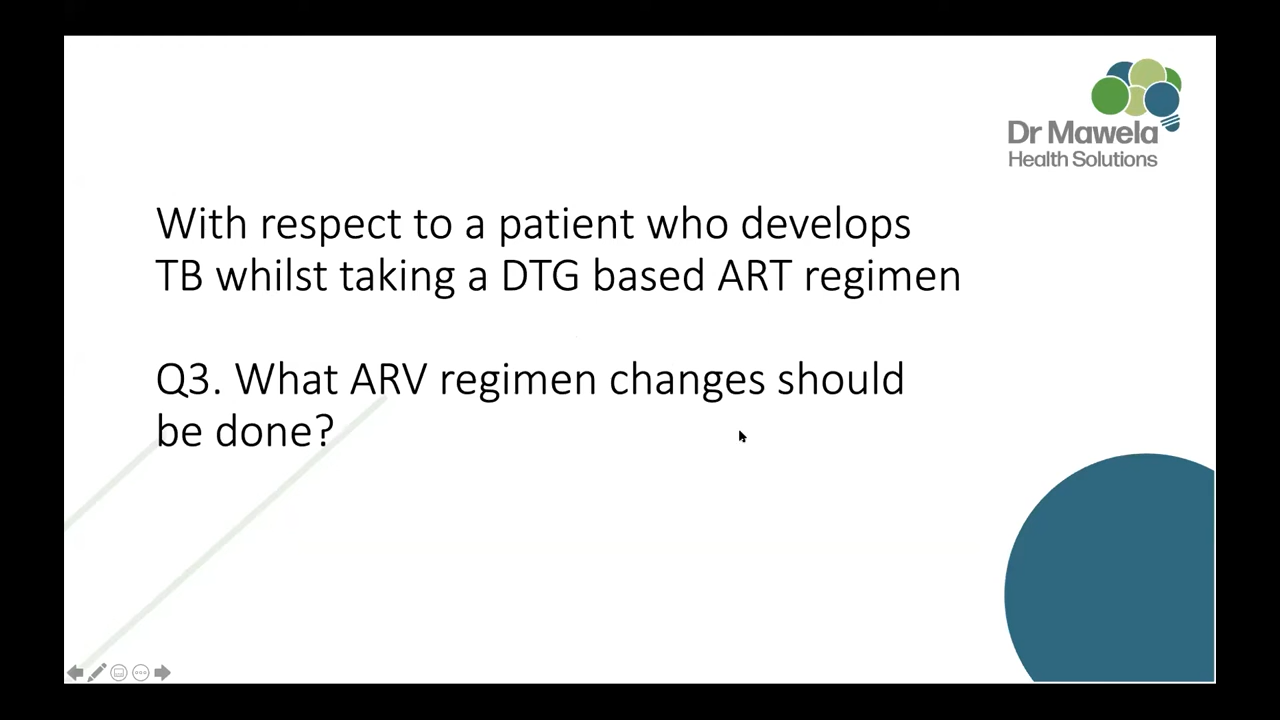 Dr Mawela
Health Solutions
With respect to a patient who develops
TB whilst taking a DTG based ART regimen
Q3. What ARV regimen changes should
be done?